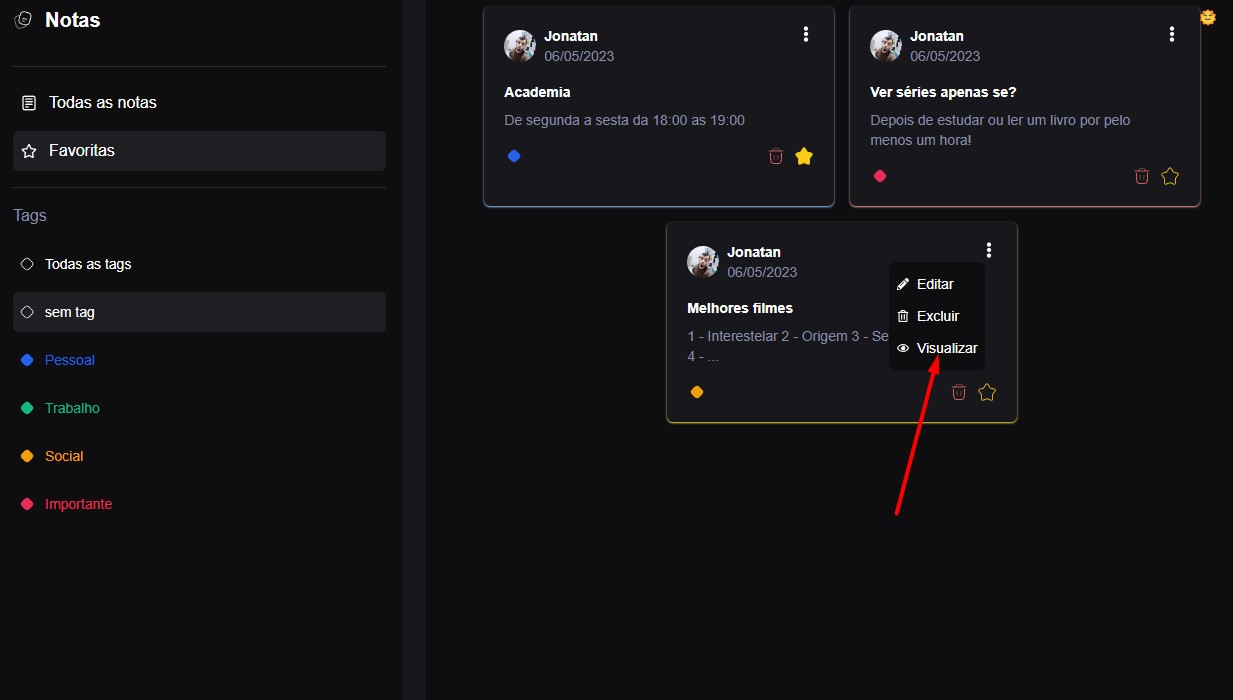 Notas
Todas as notas
Favoritas
Tags
Todas as tags
sem tag
Pessoal
Trabalho
Social
Importante
Jonatan
06/05/2023
Academia
De segunda a sesta da 18:00 as 19:00
Jonatan
06/05/2023
Ver séries apenas se?
Depois de estudar ou ler um livro por pelo
menos um hora!
Jonatan
06/05/2023
Melhores filmes
1 - Interestelar 2 - Origem 3 - Se
4 - ...
Editar
Excluir
Visualizar